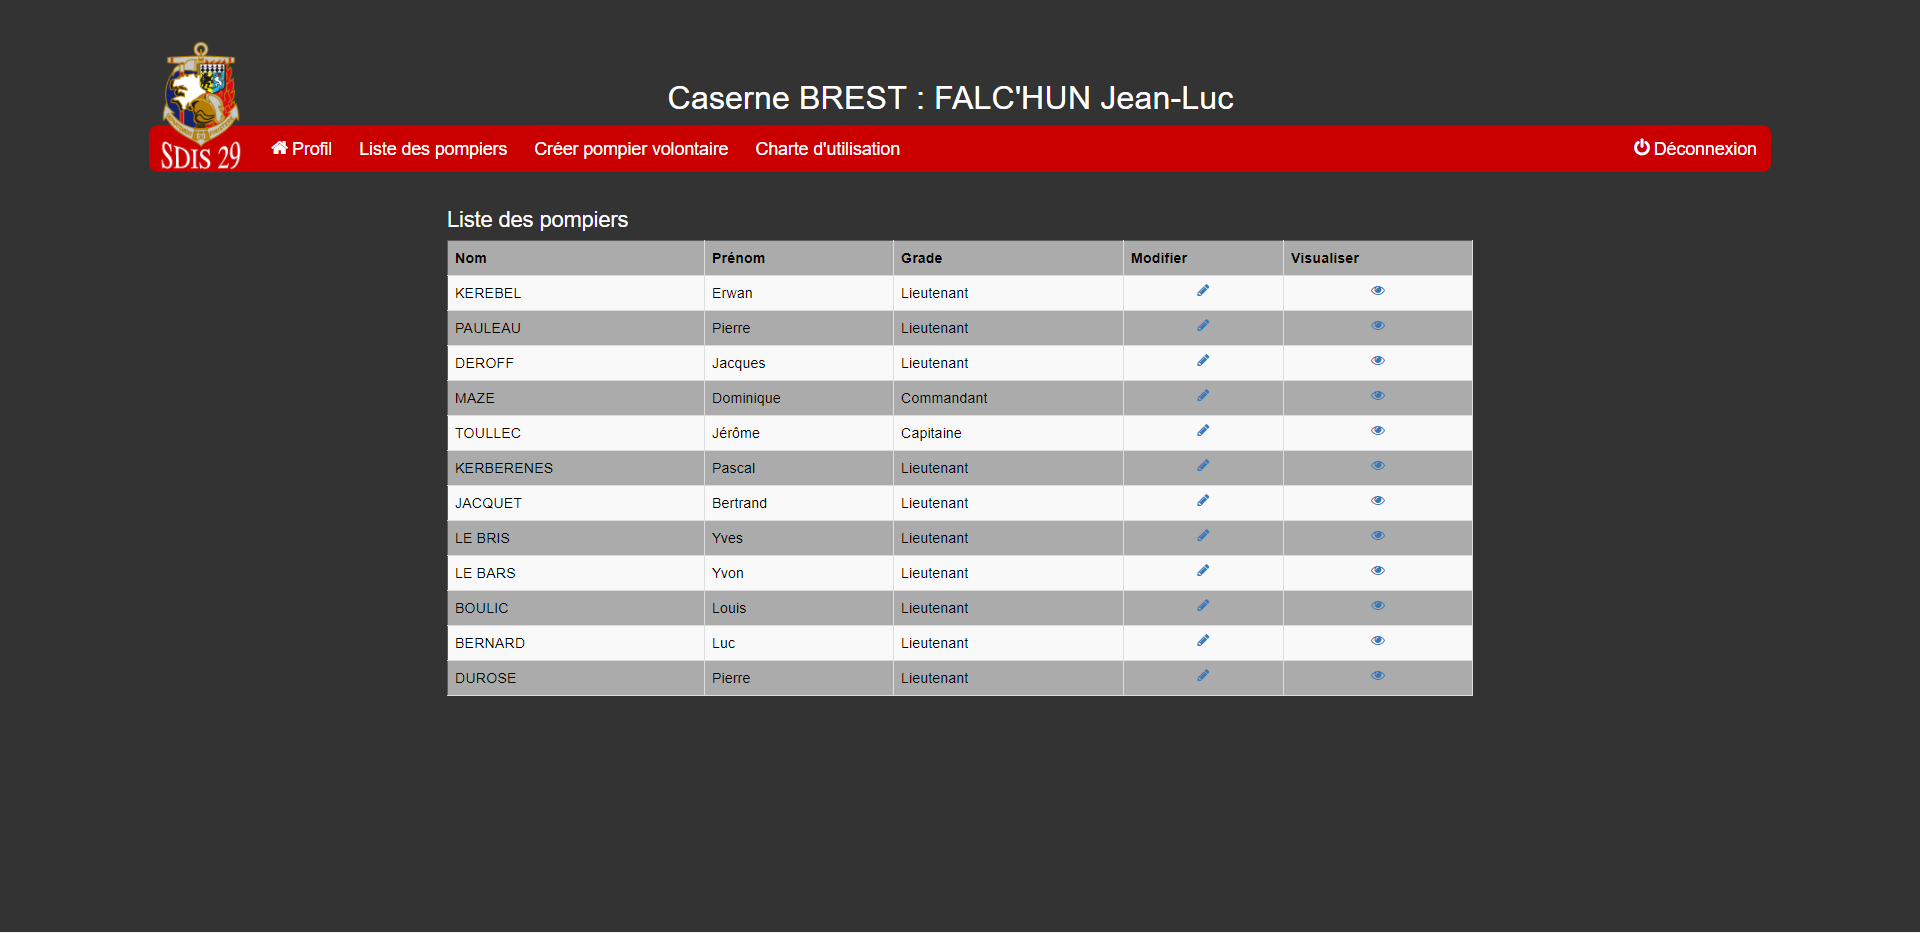 Caserne BREST : FALC'HUN Jean-Luc
SDIS 29 Profil Liste des pompiers Créer pompier volontaire Charte d'utilisation Déconnexion
Liste des pompiers
Nom Prénom Grade Modifier Visualiser
KEREBEL Erwan Lieutenant
PAULEAU Pierre Lieutenant
DEROFF Jacques Lieutenant
MAZE Dominique Commandant
TOULLEC Jérôme Capitaine
KERBERENES Pascal Lieutenant
JACQUET Bertrand Lieutenant
LE BRIS Yves Lieutenant
LE BARS Yvon Lieutenant
BOULIC Louis Lieutenant
BERNARD Luc Lieutenant
DUROSE Pierre Lieutenant